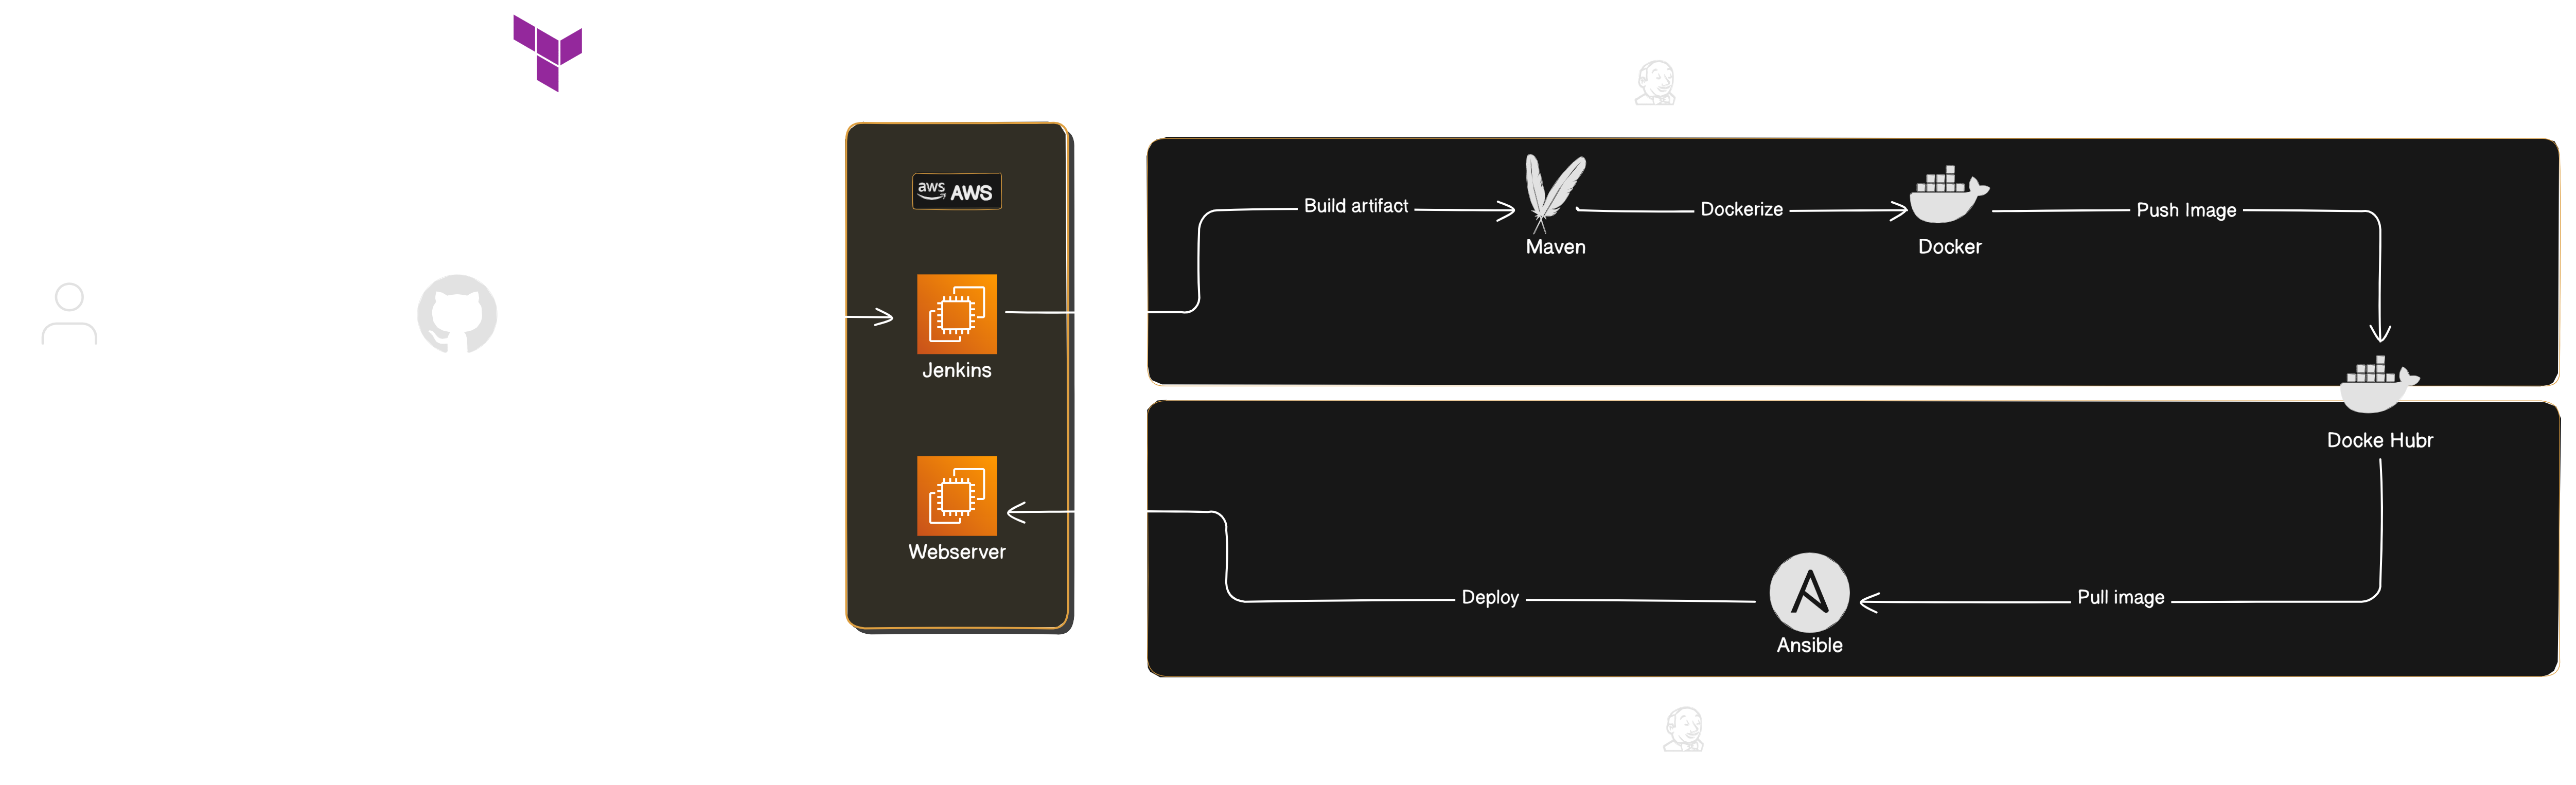 aws AWS
Jenkins
Webserver
Build artifact
Maven
Dockerize
Docker
Push Image
Docke Hubr
Pull image
Ansible
Deploy